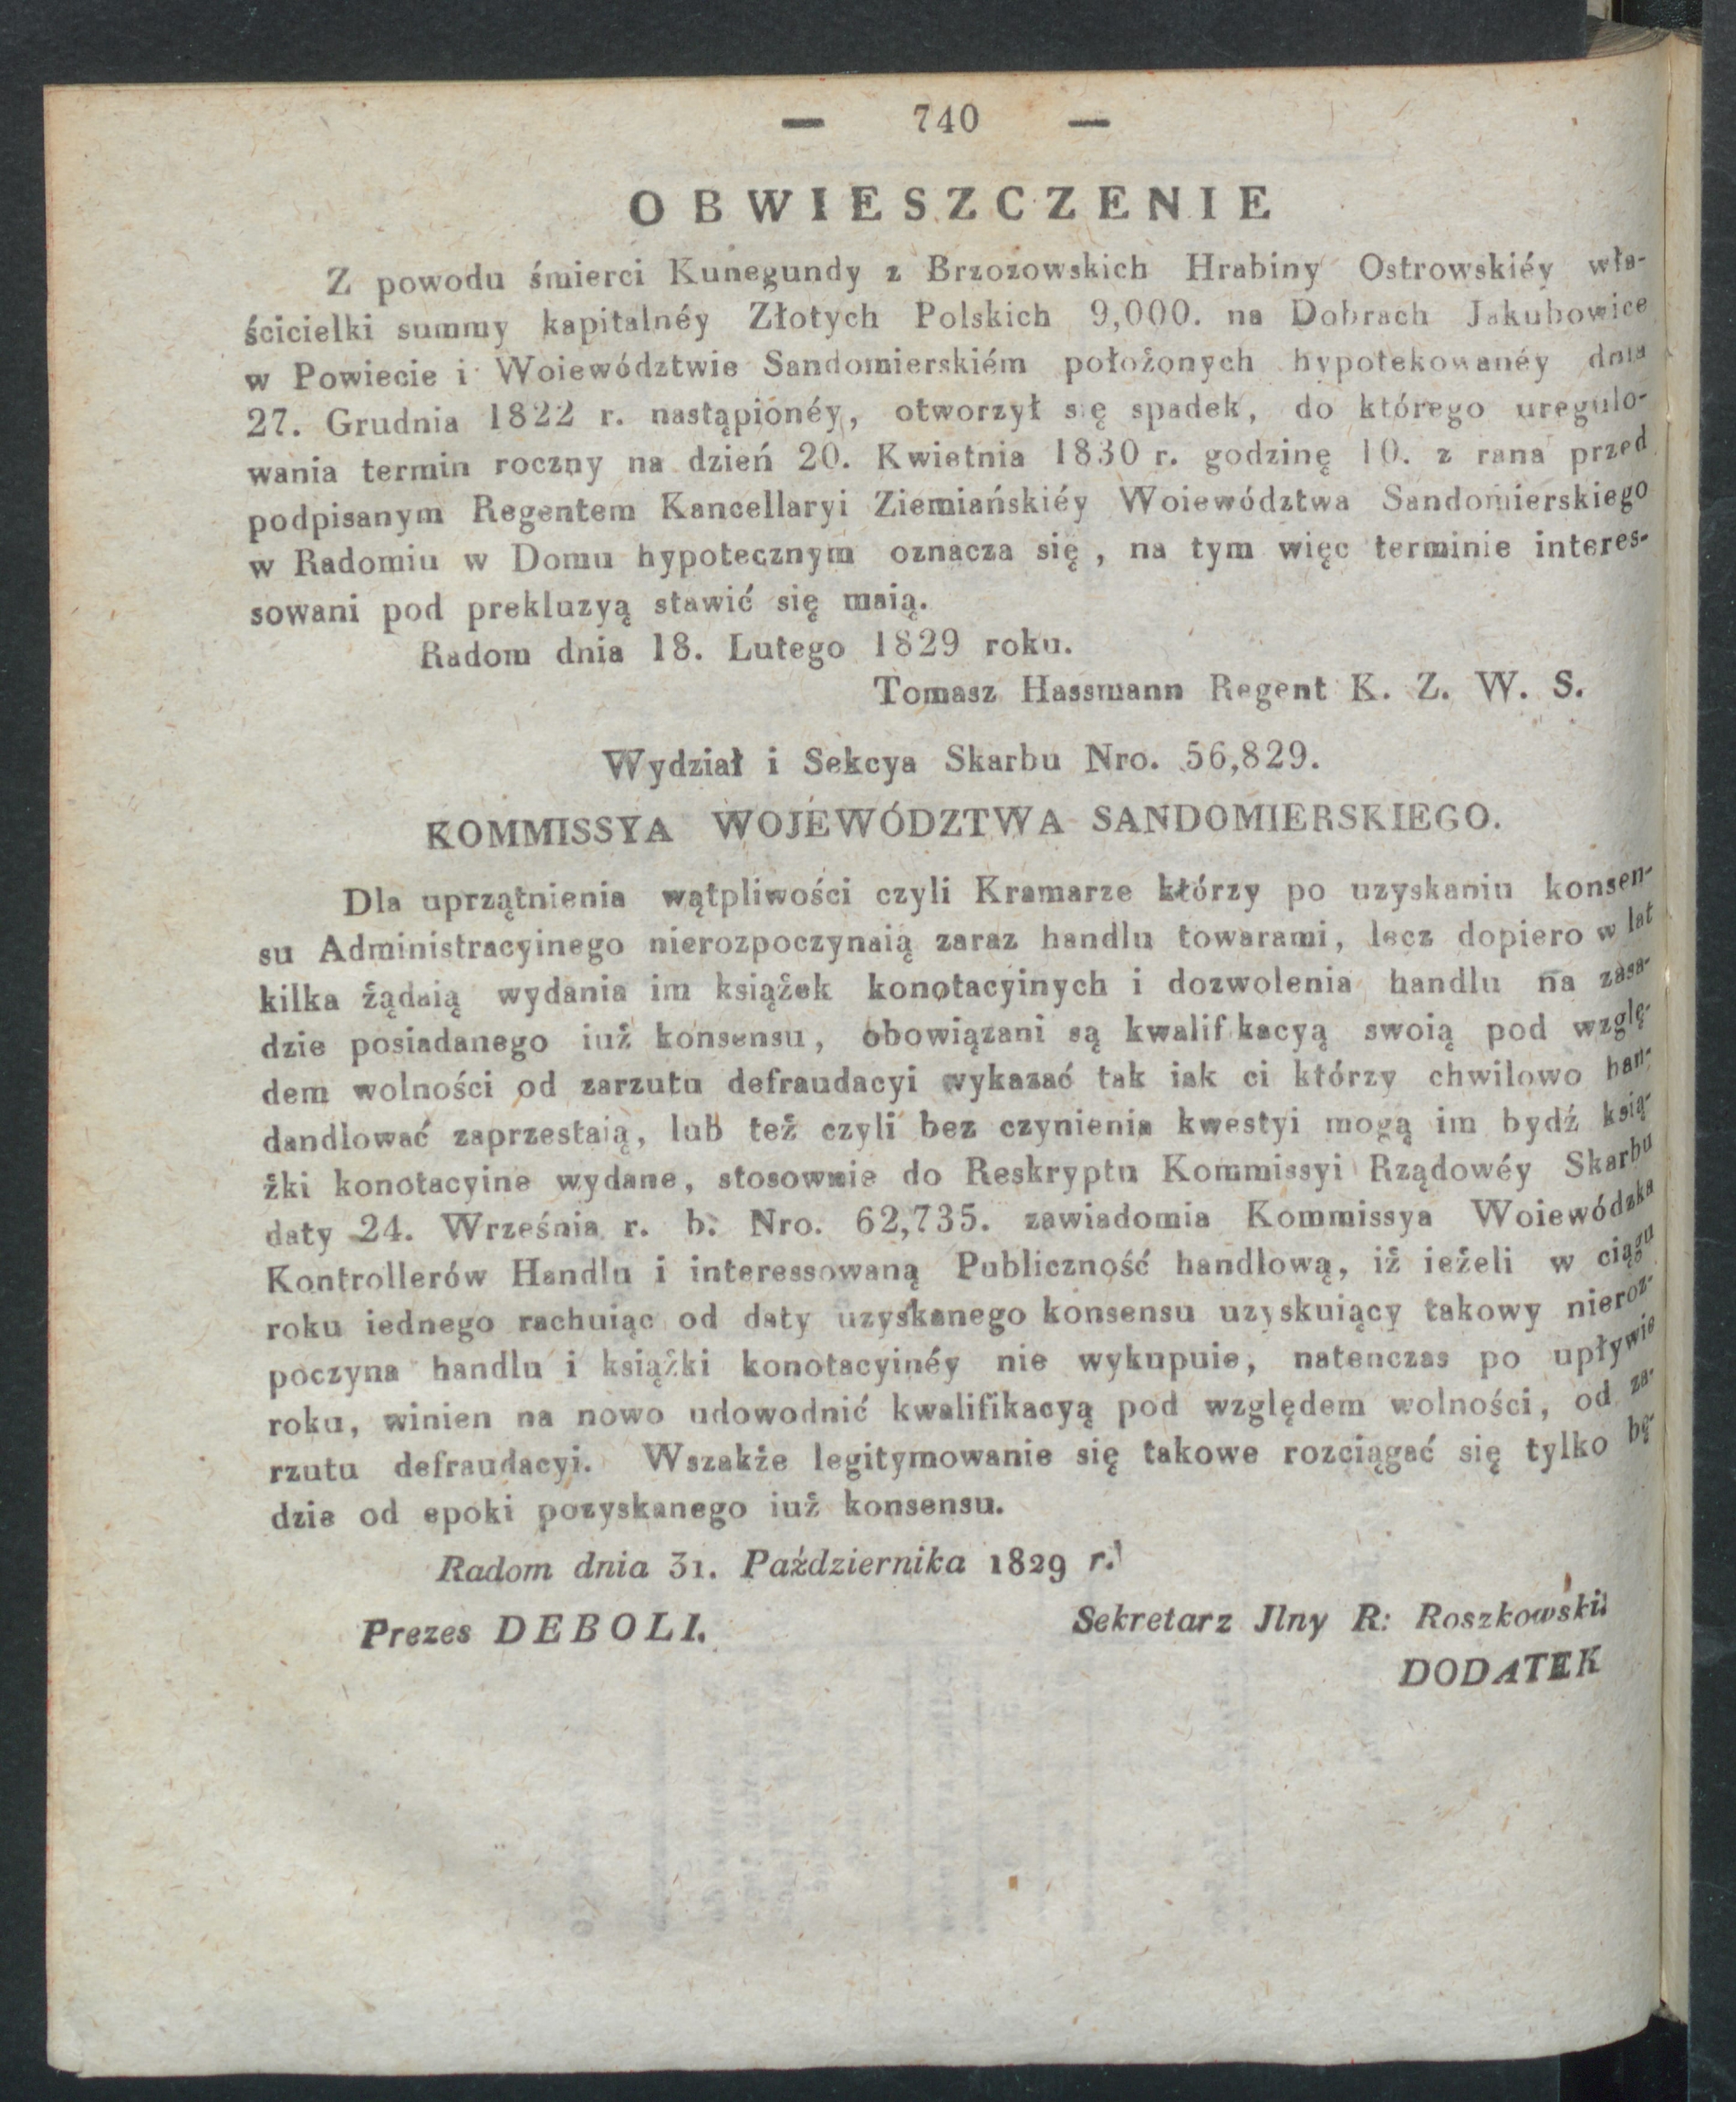 — 740 —
OBWIESZCZENIE
Z powodu śmierci Kunegundy z Brzozowskich Hrabiny Ostrowskiéy wła-
ścicielki summy kapitalnéy Złotych Polskich 9,000. na Dobrach Jakubowice
w Powiecie i Woiewództwie Sandomierskiém położonych hypotekowanéy dnia
27. Grudnia 1822 r. nastąpionéy, otworzył się spadek, do którego uregulo-
wania termin roczny na dzień 20. Kwietnia 1830 r. godzinę 10. z rana przed
podpisanym Regentem Kancellaryi Ziemiańskiéy Woiewództwa Sandomierskiego
w Radomiu w Domu hypotecznym oznacza się, na tym więc terminie interes-
sowani pod prekluzyą stawić się maią.
Radom dnia 18. Lutego 1829 roku.
Tomasz Hassmann Regent K. Z. W. S.
Wydział i Sekcya Skarbu Nro. 56,829.
KOMMISSYA WOJEWÓDZTWA SANDOMIERSKIEGO.
Dla uprzątnienia wątpliwości czyli Kramarze którzy po uzyskaniu konsen-
su Administracyinego nierozpoczynaią zaraz handlu towarami, lecz dopiero w lat
kilka żądaią wydania im książek konotacyinych i dozwolenia handlu na zasa-
dzie posiadanego iuż konsensu, obowiązani są kwalif kacyą swoią pod wzglę-
dem wolności od zarzutu defraudacyi wykazać tak iak ci którzy chwilowo han-
dandlować zaprzestaią, lub też czyli bez czynienia kwestyi mogą im bydź ksią-
żki konotacyine wydane, stosownie do Reskryptu Kommissyi Rządowéy Skarbu
daty 24. Września r. b. Nro. 62,735. zawiadomia Kommissya Woiewódzka
Kontrollerów Handlu i interessowaną Publiczność handlową, iż ieżeli w ciągu
roku iednego rachuiąc od daty uzyskanego konsensu uzyskuiący takowy nieroz-
poczyna handlu i książki konotacyinéy nie wykupuie, natenczas po upływie
roku, winien na nowo udowodnić kwalifikacyą pod względem wolności, od za-
rzutu defraudacyi. Wszakże legitymowanie się takowe rozciągać się tylko bę-
dzie od epoki pozyskanego iuż konsensu.
Radom dnia 31. Października 1829 r.
Prezes DEBOLI.
Sekretarz Jlny R: Roszkowski.
DODATEK